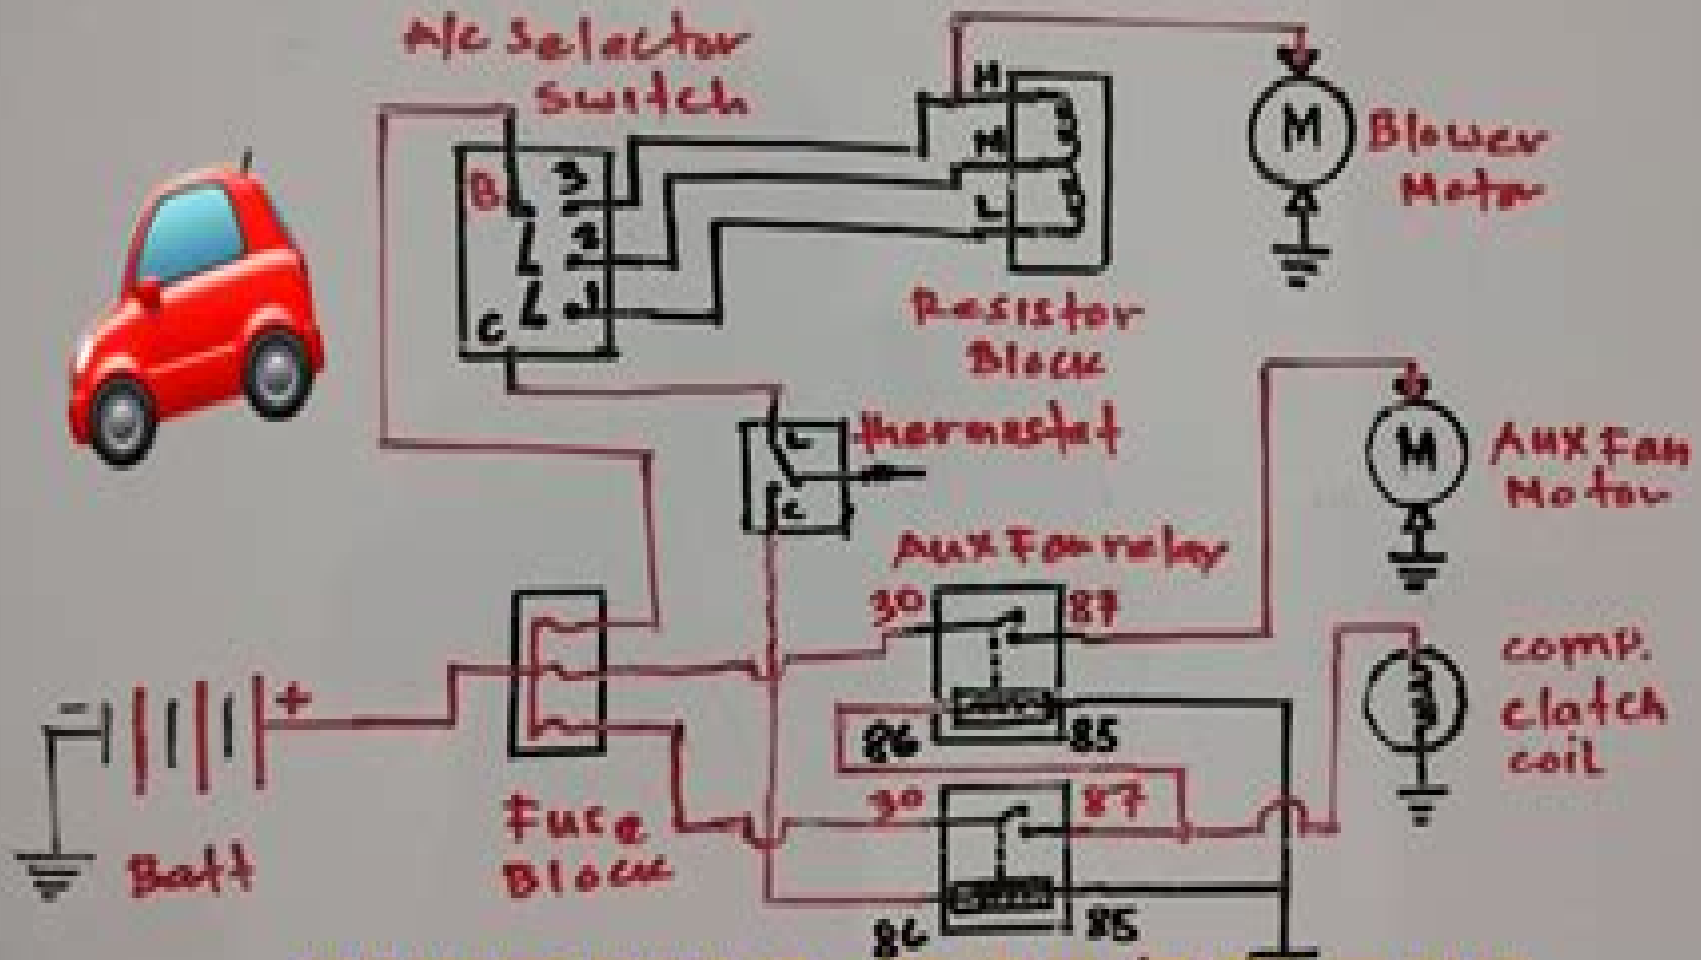 A/c Selector
Switch
H
M
Blower
Motor
M
B
3
M
2
L
1
C
Resistor
Block
thermostat
L
M
Aux Fan
Motor
C
Aux Fan relay
30
87
comp.
clatch
coil
-
+
86
85
30
87
Fuse
Block
Batt
86
85